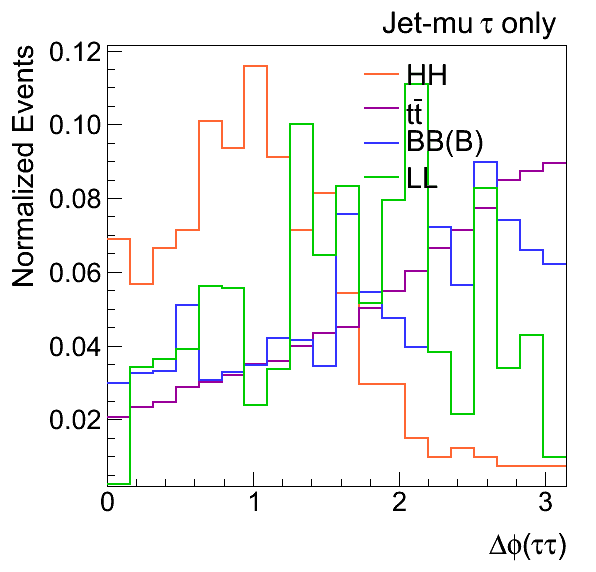 Jet-mu τ only
Normalized Events
0.12
0.10
0.08
0.06
0.04
0.02
HH
tt̄
BB(B)
LL
0 1 2 3
Δϕ(ττ)